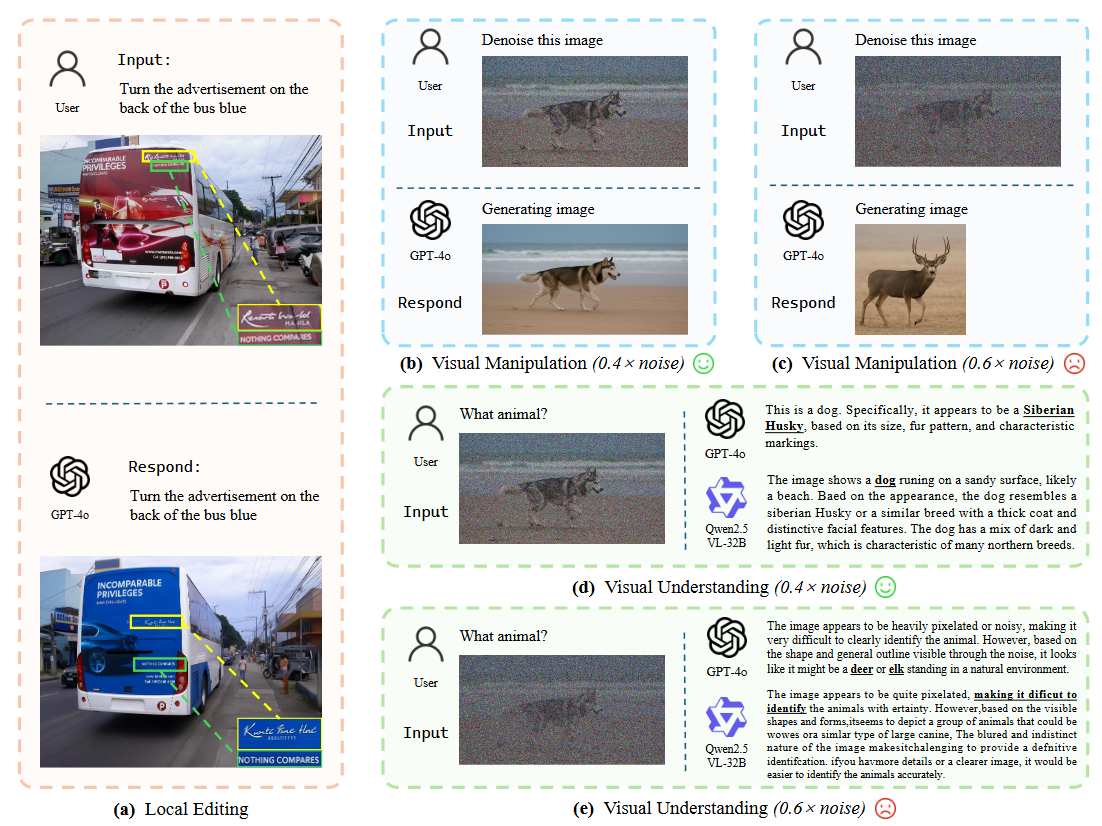 Input:
User
Turn the advertisement on the
back of the bus blue
INCOMPARABLE
PRIVILEGES
NOTHING COMPARES
Resorts World
MANILA
NOTHING COMPARES
Respond:
GPT-4o
Turn the advertisement on the
back of the bus blue
INCOMPARABLE
PRIVILEGES
NOTHING COMPARES
NOTHING COMPARES
(a) Local Editing
Denoise this image
User
Input
Generating image
GPT-4o
Respond
(b) Visual Manipulation (0.4× noise)
Denoise this image
User
Input
Generating image
GPT-4o
Respond
(c) Visual Manipulation (0.6× noise)
What animal?
User
Input
GPT-4o
This is a dog. Specifically, it appears to be a Siberian
Husky, based on its size, fur pattern, and characteristic
markings.
Qwen2.5
VL-32B
The image shows a dog runing on a sandy surface, likely
a beach. Baed on the appearance, the dog resembles a
siberian Husky or a similar breed with a thick coat and
distinctive facial features. The dog has a mix of dark and
light fur, which is characteristic of many northern breeds.
(d) Visual Understanding (0.4× noise)
What animal?
User
Input
GPT-4o
The image appears to be heavily pixelated or noisy, making it
very difficult to clearly identify the animal. However, based on
the shape and general outline visible through the noise, it looks
like it might be a deer or elk standing in a natural environment.
Qwen2.5
VL-32B
The image appears to be quite pixelated, making it dificut to
identify the animals with ertainty. However,based on the visible
shapes and forms,itseems to depict a group of animals that could be
wowes ora simlar type of large canine, The blured and indistinct
nature of the image makesitchalenging to provide a defnitive
identifcation. ifyou havmore details or a clearer image, it would be
easier to identify the animals accurately.
(e) Visual Understanding (0.6× noise)